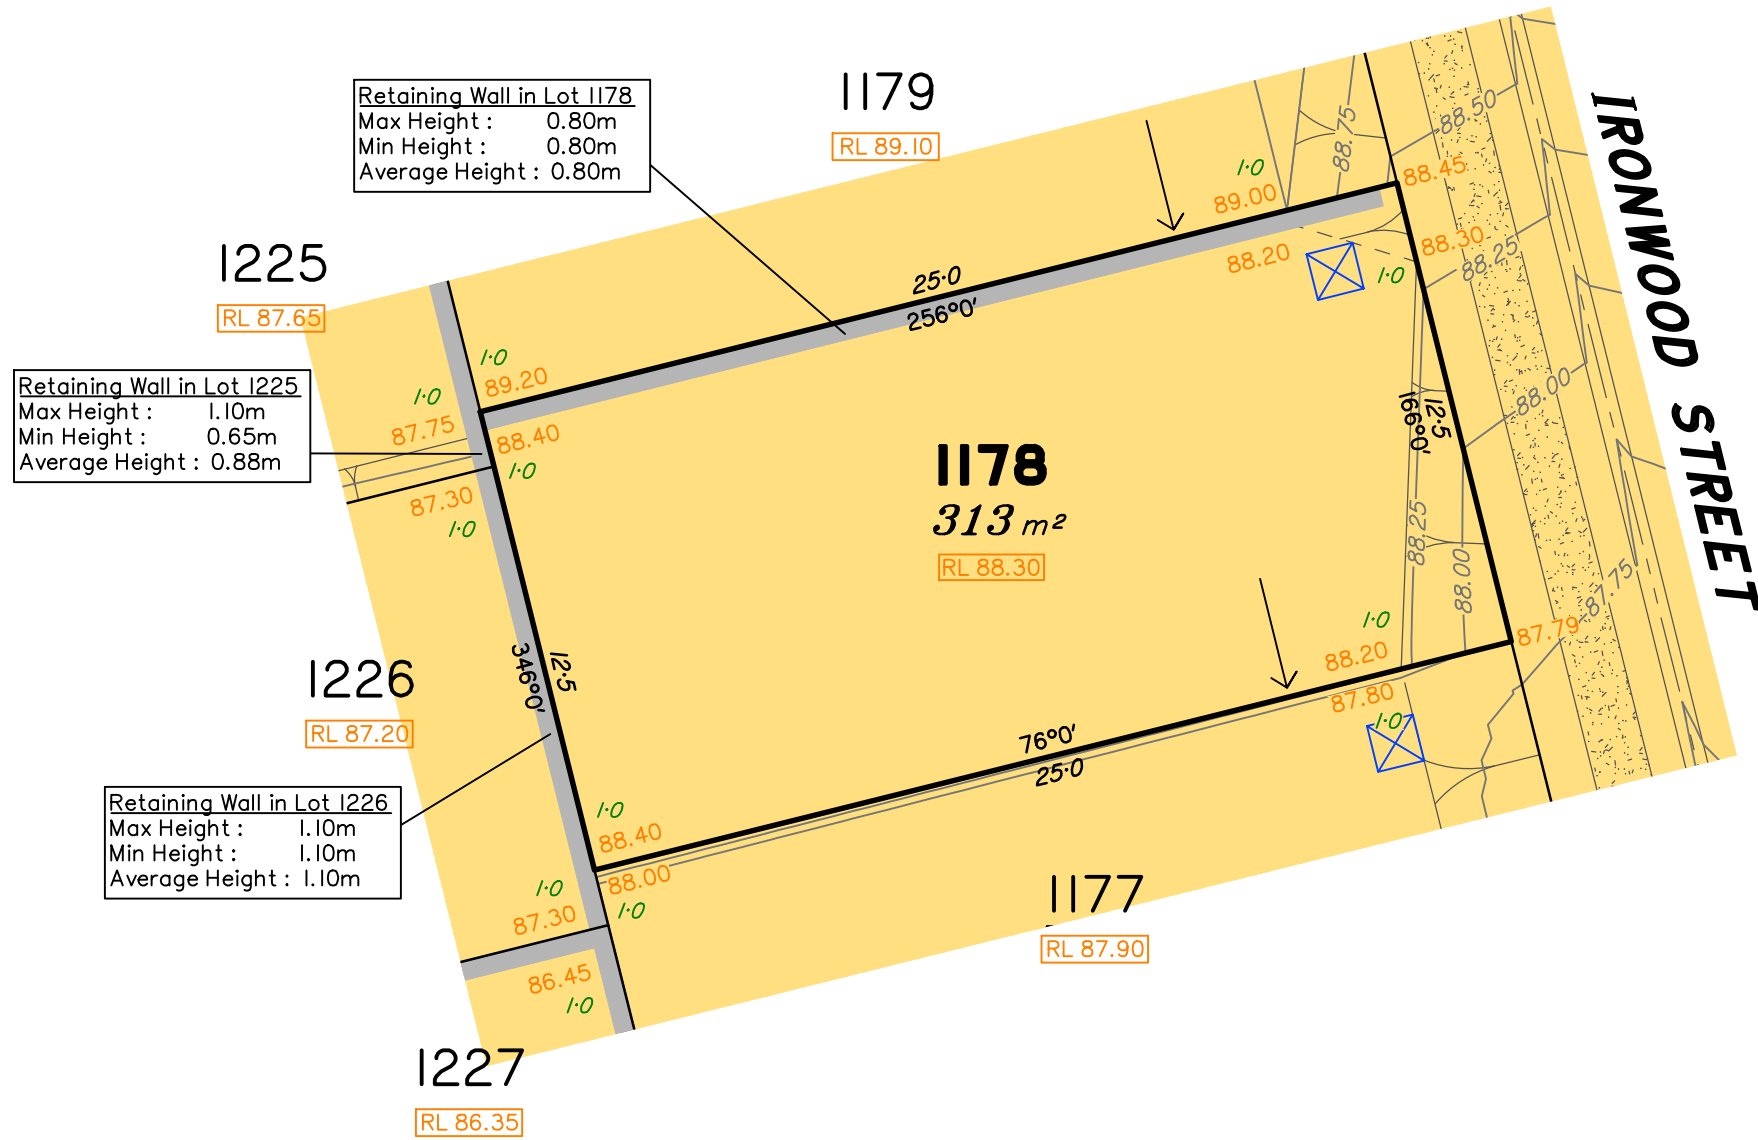 1179
RL 89.10
Retaining Wall in Lot 1178
Max Height : 0.80m
Min Height : 0.80m
Average Height : 0.80m
IRONWOOD STREET
88.50
88.75
1·0
89.00
88.45
88.30
88.25
88.20
1·0
1225
RL 87.65
25·0
256°0'
Retaining Wall in Lot 1225
Max Height : 1.10m
Min Height : 0.65m
Average Height : 0.88m
1·0
89.20
1·0
87.75
88.40
1·0
87.30
1·0
1178
313 m²
RL 88.30
12·5
166°0'
88.00
88.25
88.00
87.75
1·0
88.20
87.79
87.80
1·0
1226
RL 87.20
346°0'
12·5
76°0'
25·0
Retaining Wall in Lot 1226
Max Height : 1.10m
Min Height : 1.10m
Average Height : 1.10m
1·0
88.40
88.00
1·0
1·0
87.30
86.45
1·0
1177
RL 87.90
1227
RL 86.35